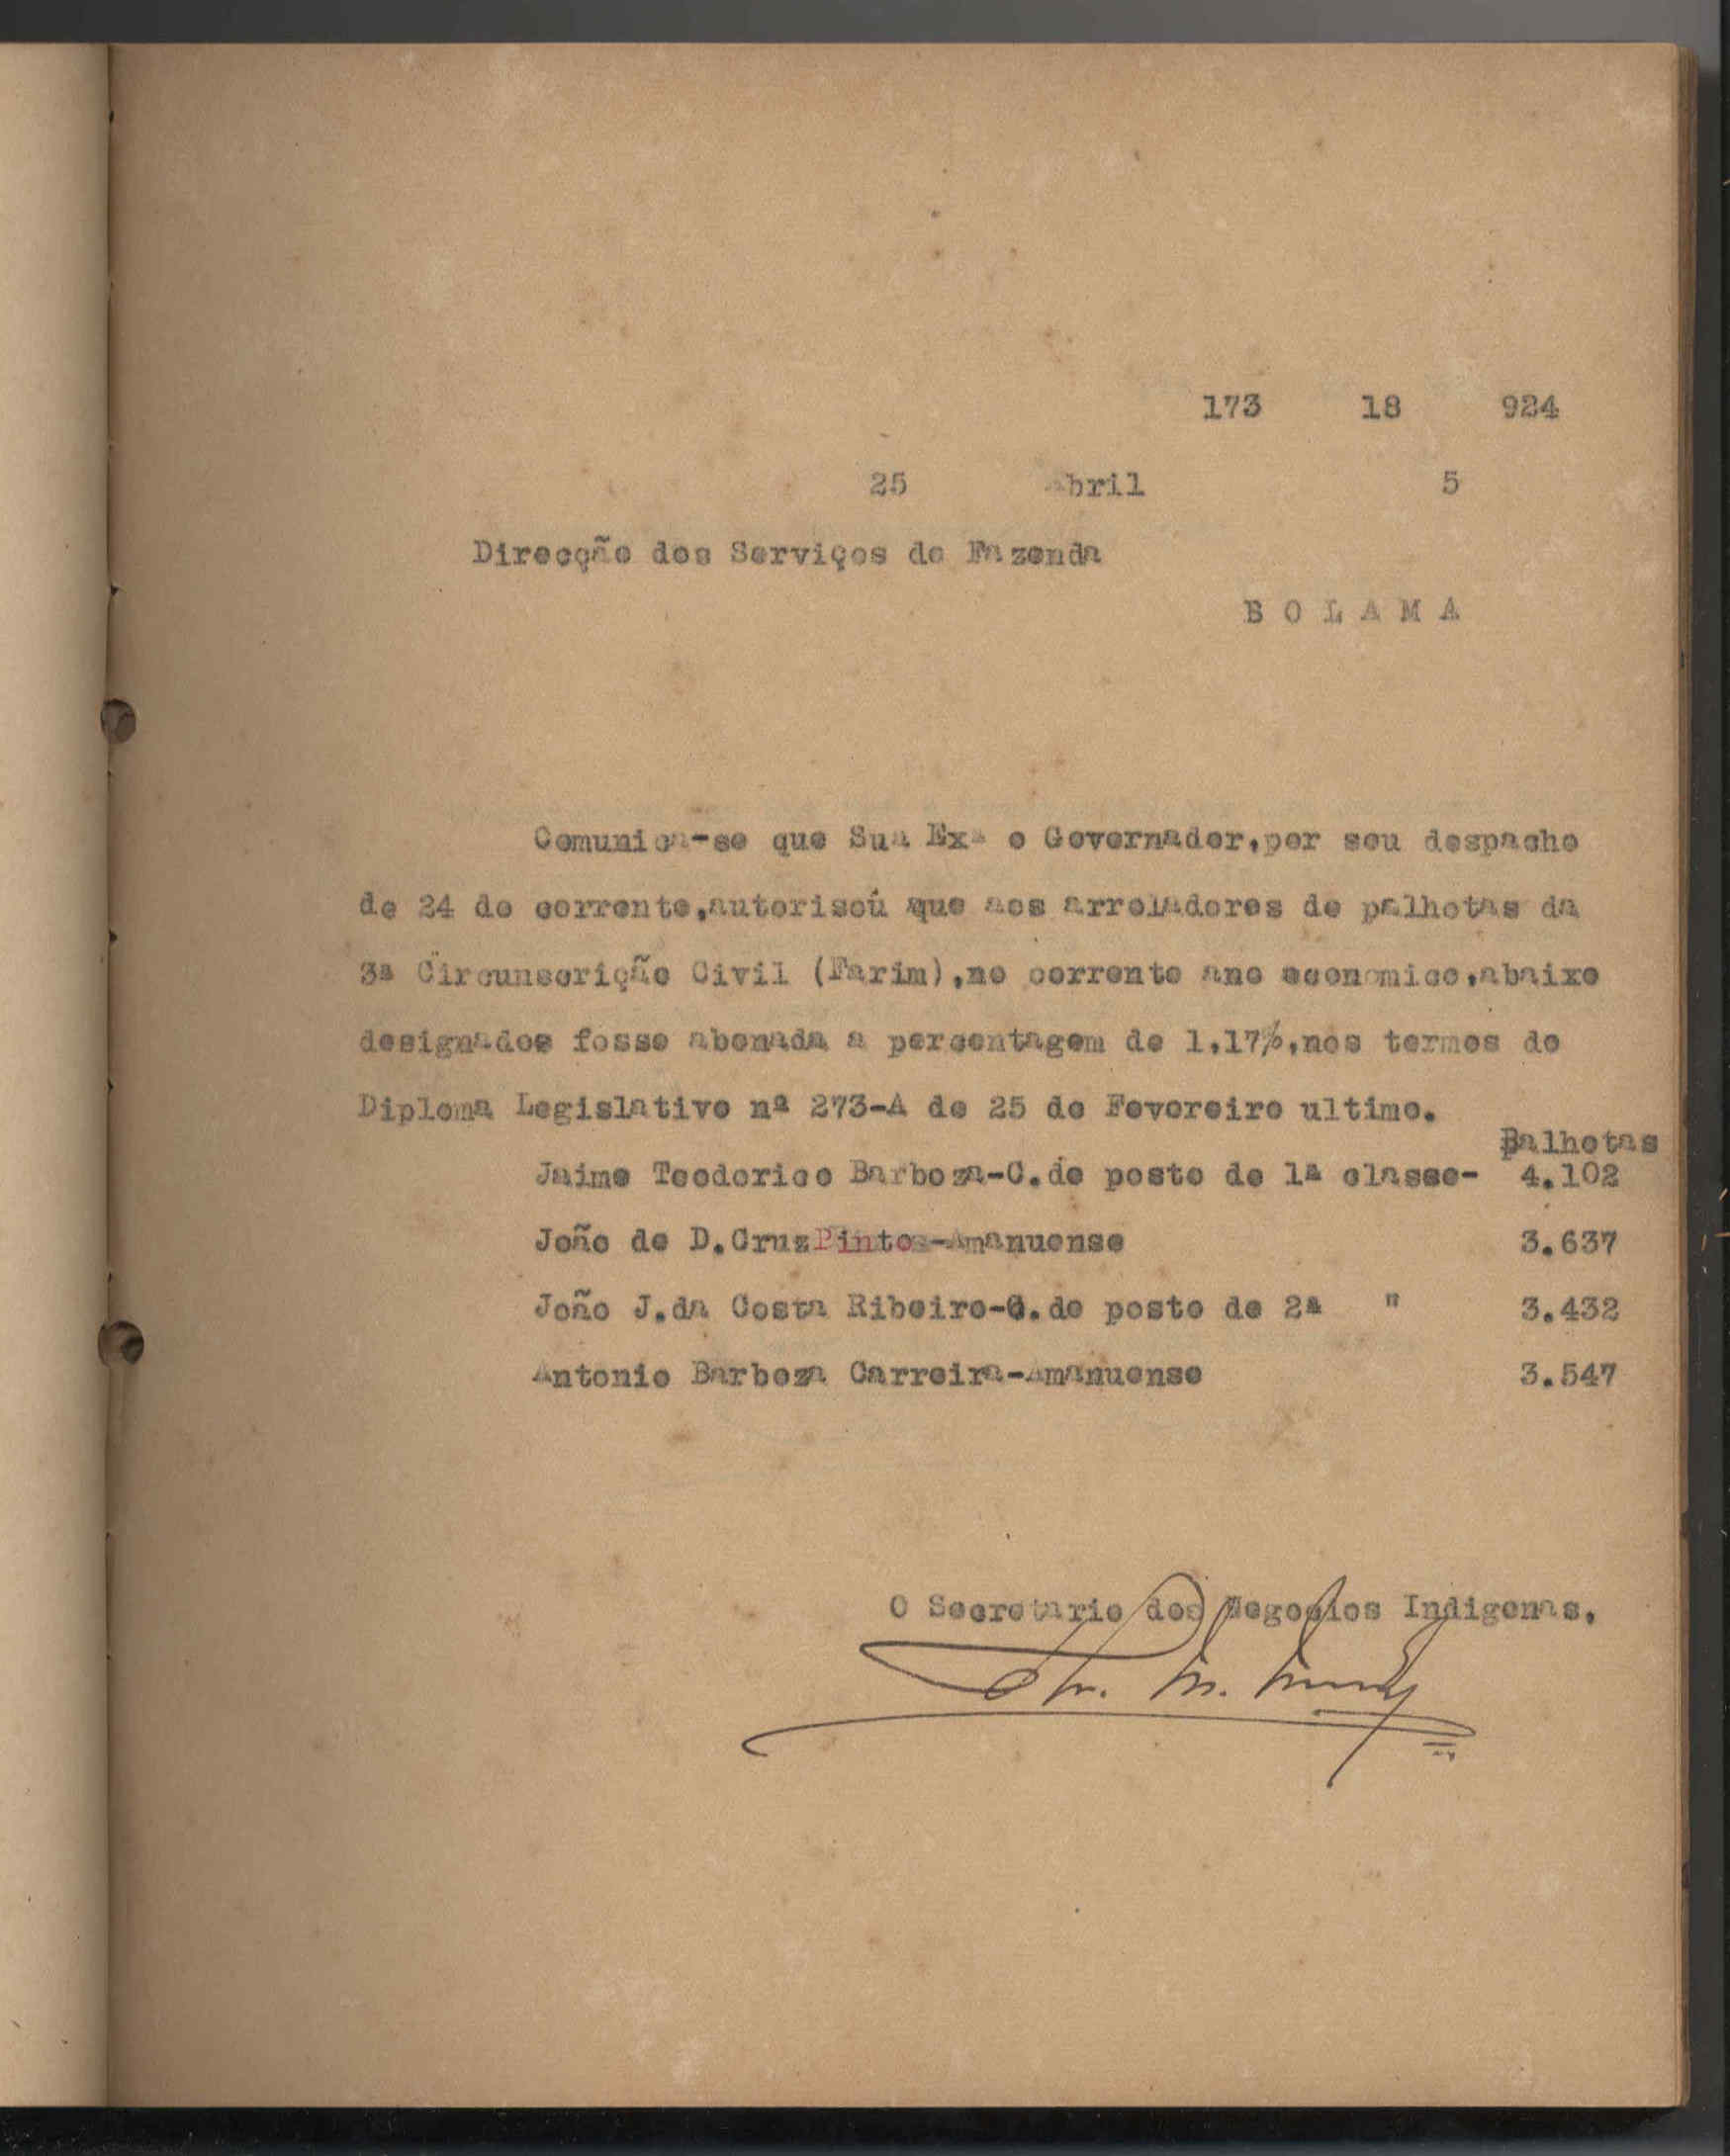 173 18 924
25 Abril 5
Direcção dos Serviços de Fazenda
B O L A M A
Comunica-se que Sua Exª o Governador,por seu despacho
de 24 do corrente,autorisoú que aos arroladores de palhotas da
3ª Circunscrição Civil (Farim),no corrente ano economico,abaixo
designados fosse abonada a percentagem de 1,17%,nos termos do
Diploma Legislativo nº 273-A de 25 de Fevereiro ultimo.
Palhotas
Jaime Teodorico Barboza-C.de posto de 1ª classe- 4.102
João de D.CruzPintos-Amanuense 3.637
João J.da Costa Ribeiro-C.de posto de 2ª " 3.432
Antonio Barboza Carreira-Amanuense 3.547
O Secretario dos Negocios Indigenas,